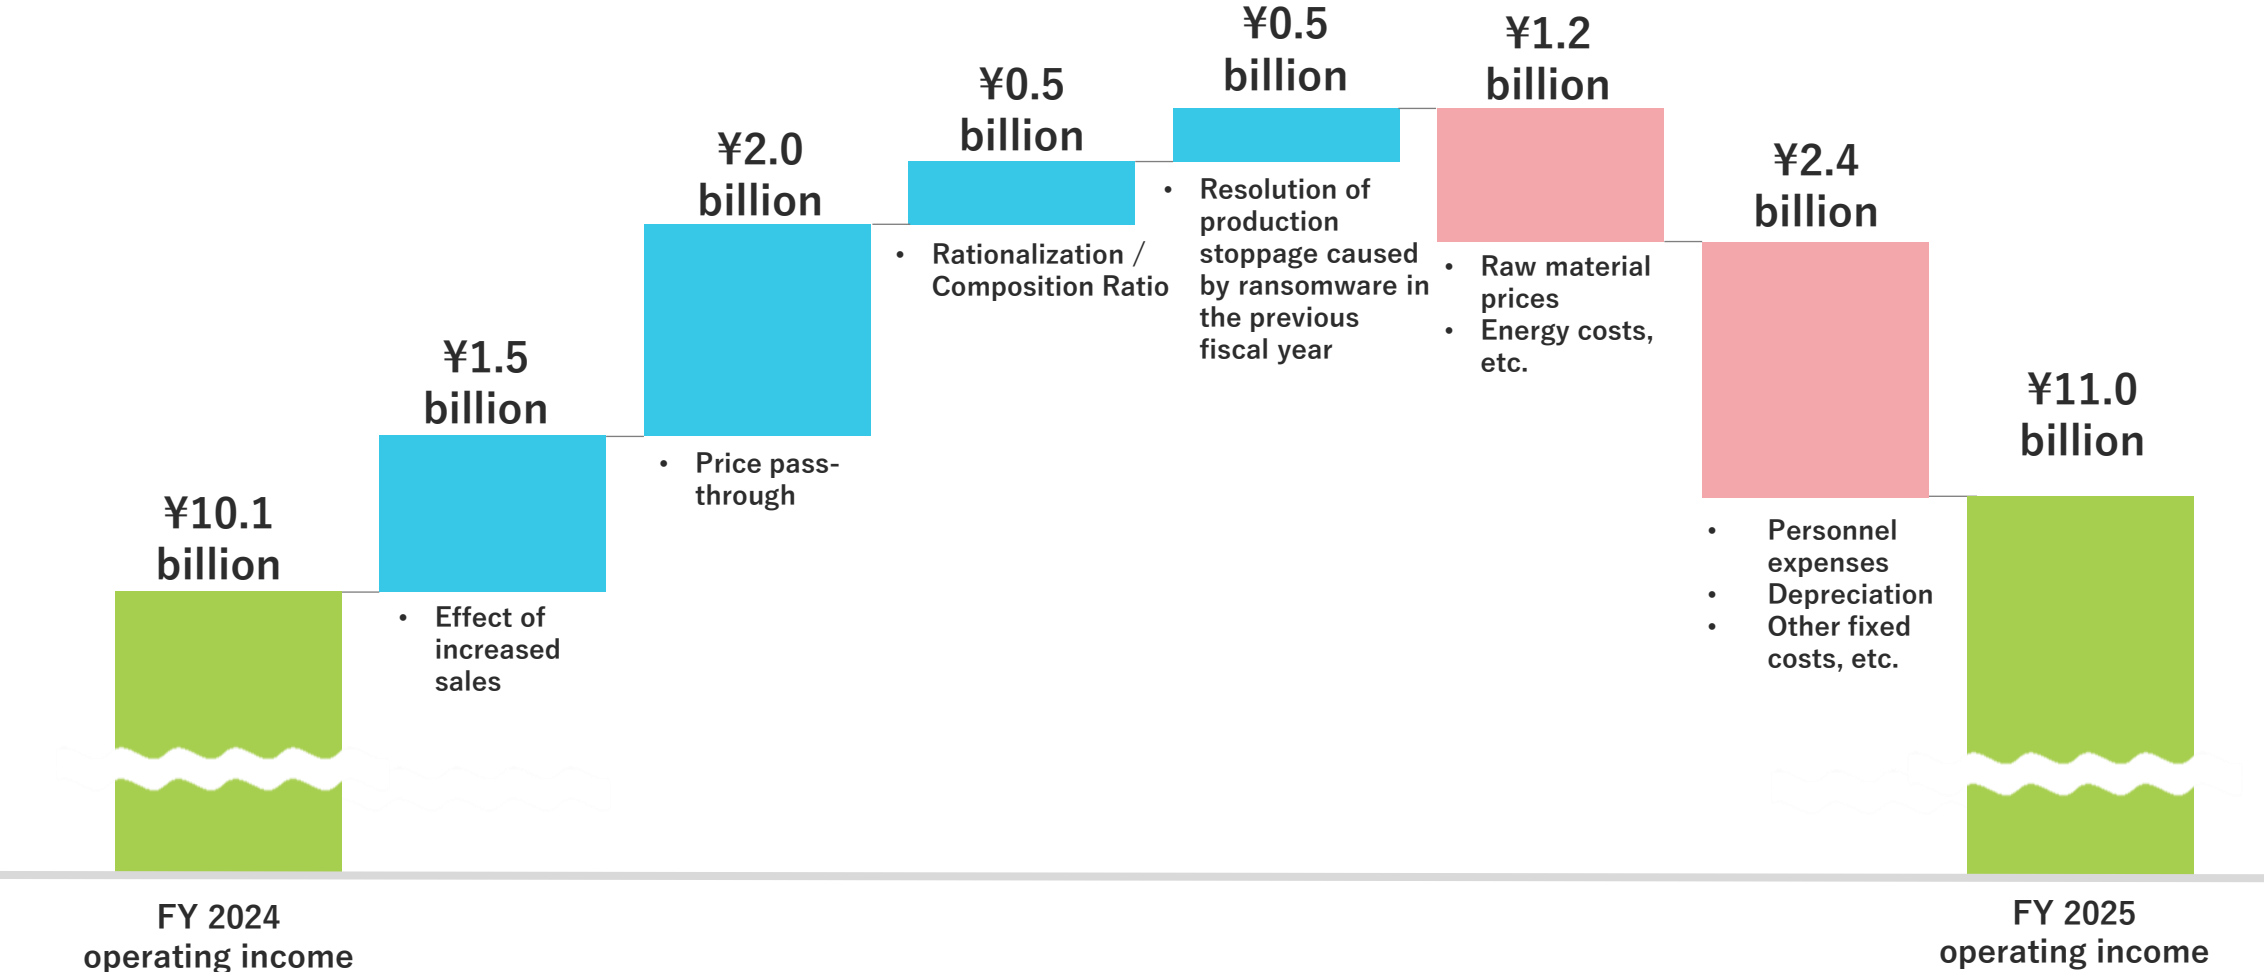 ¥10.1
billion
¥1.5
billion
• Effect of
increased
sales
¥2.0
billion
• Price pass-
through
¥0.5
billion
• Rationalization /
Composition Ratio
¥0.5
billion
• Resolution of
production
stoppage caused
by ransomware in
the previous
fiscal year
¥1.2
billion
• Raw material
prices
• Energy costs,
etc.
¥2.4
billion
• Personnel
expenses
• Depreciation
• Other fixed
costs, etc.
¥11.0
billion
FY 2024
operating income
FY 2025
operating income